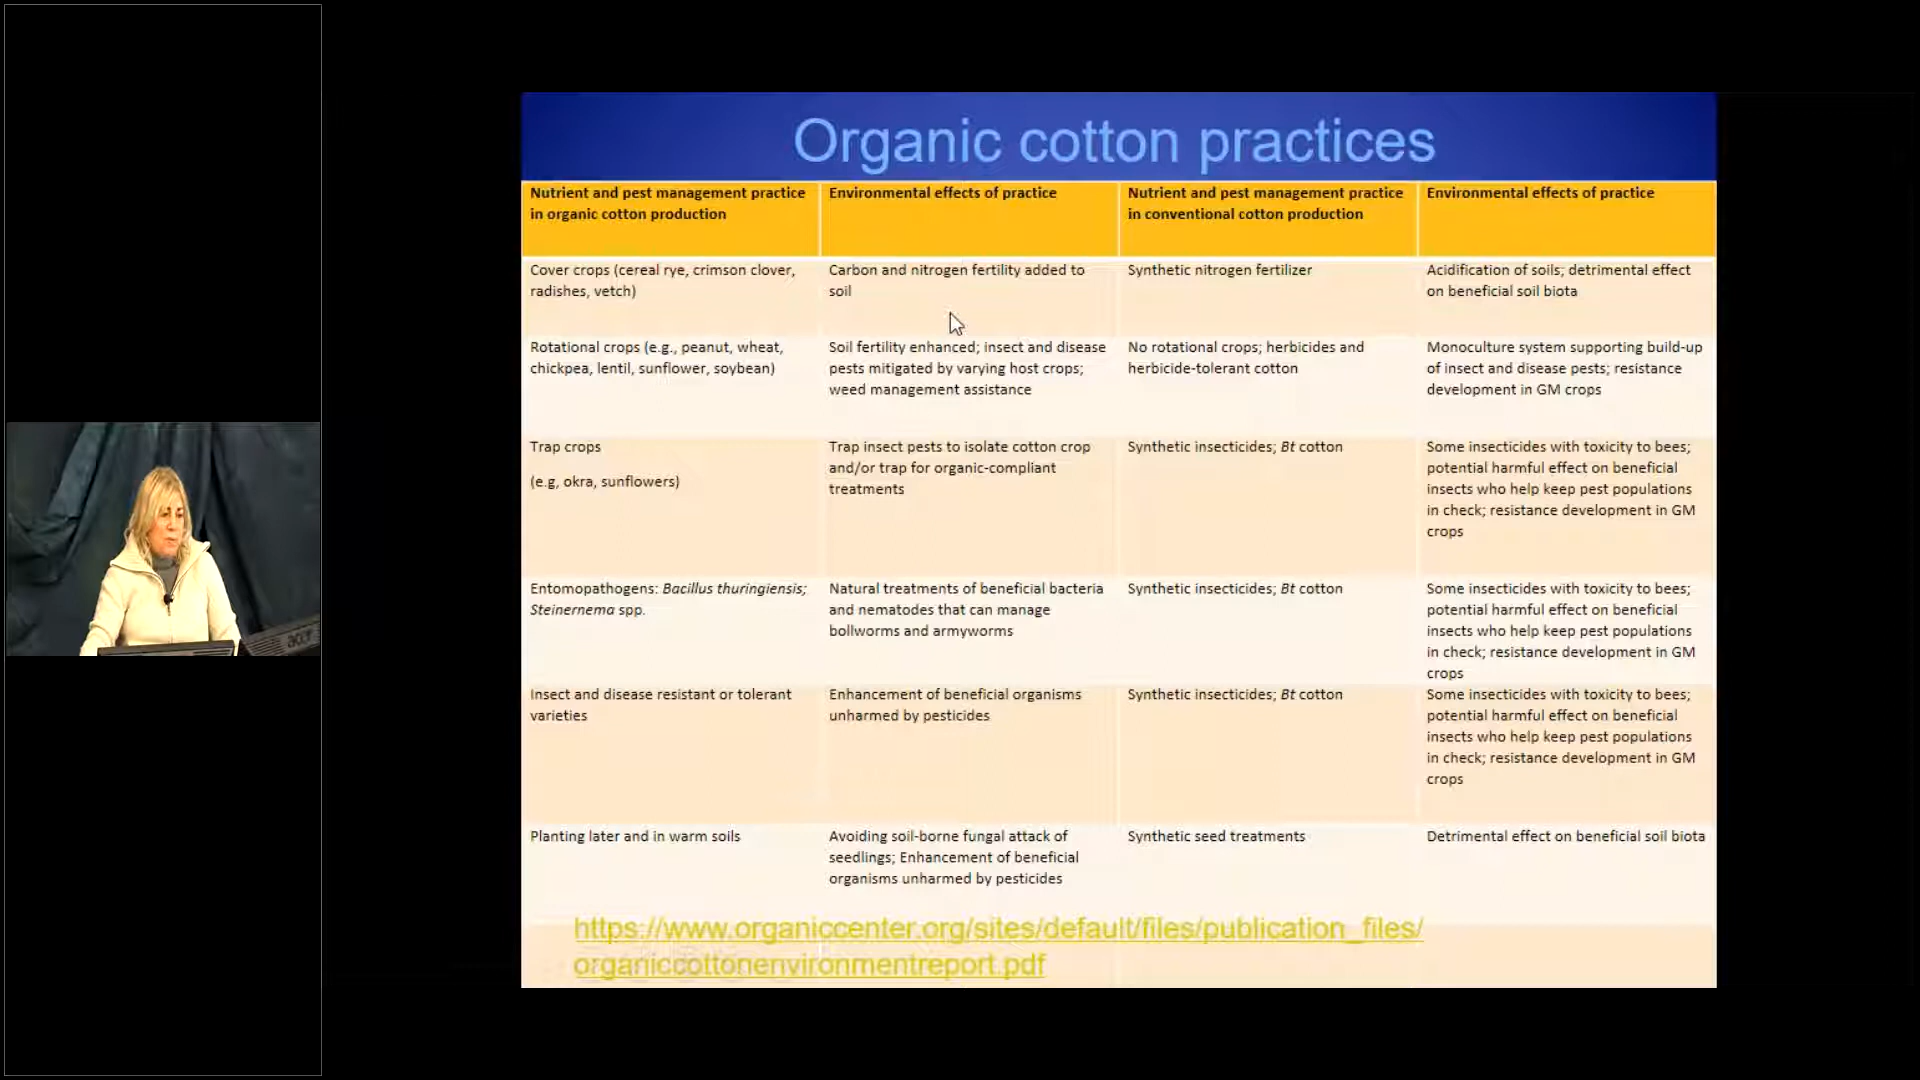 Organic cotton practices
Nutrient and pest management practice
in organic cotton production
Environmental effects of practice
Nutrient and pest management practice
in conventional cotton production
Environmental effects of practice
Cover crops (cereal rye, crimson clover,
radishes, vetch)
Carbon and nitrogen fertility added to
soil
Synthetic nitrogen fertilizer
Acidification of soils; detrimental effect
on beneficial soil biota
Rotational crops (e.g., peanut, wheat,
chickpea, lentil, sunflower, soybean)
Soil fertility enhanced; insect and disease
pests mitigated by varying host crops;
weed management assistance
No rotational crops; herbicides and
herbicide-tolerant cotton
Monoculture system supporting build-up
of insect and disease pests; resistance
development in GM crops
Trap crops
(e.g, okra, sunflowers)
Trap insect pests to isolate cotton crop
and/or trap for organic-compliant
treatments
Synthetic insecticides; Bt cotton
Some insecticides with toxicity to bees;
potential harmful effect on beneficial
insects who help keep pest populations
in check; resistance development in GM
crops
Entomopathogens: Bacillus thuringiensis;
Steinernema spp.
Natural treatments of beneficial bacteria
and nematodes that can manage
bollworms and armyworms
Synthetic insecticides; Bt cotton
Some insecticides with toxicity to bees;
potential harmful effect on beneficial
insects who help keep pest populations
in check; resistance development in GM
crops
Insect and disease resistant or tolerant
varieties
Enhancement of beneficial organisms
unharmed by pesticides
Synthetic insecticides; Bt cotton
Some insecticides with toxicity to bees;
potential harmful effect on beneficial
insects who help keep pest populations
in check; resistance development in GM
crops
Planting later and in warm soils
Avoiding soil-borne fungal attack of
seedlings; Enhancement of beneficial
organisms unharmed by pesticides
Synthetic seed treatments
Detrimental effect on beneficial soil biota
https://www.organiccenter.org/sites/default/files/publication_files/
organiccottonenvironmentreport.pdf
acer